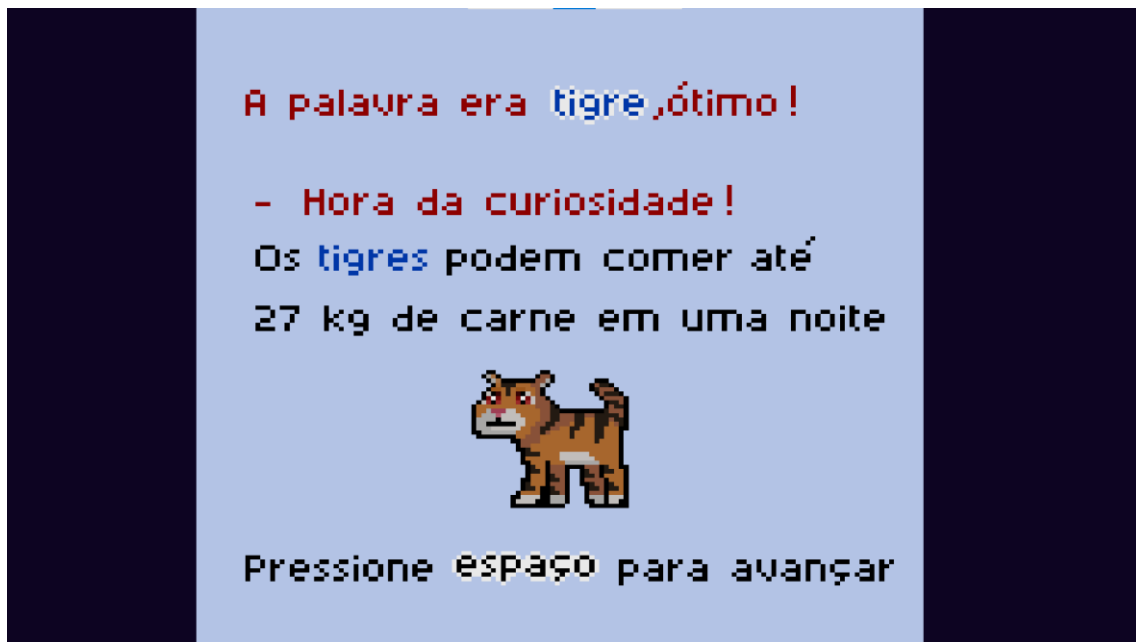 A palavra era tigre,ótimo!
- Hora da curiosidade!
Os tigres podem comer até
27 kg de carne em uma noite
Pressione espaço para avançar